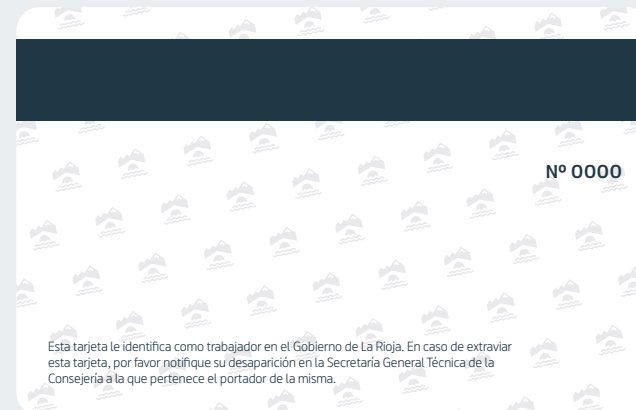 Nº 0000
Esta tarjeta le identifica como trabajador en el Gobierno de La Rioja. En caso de extraviar
esta tarjeta, por favor notifique su desaparición en la Secretaría General Técnica de la
Consejería a la que pertenece el portador de la misma.